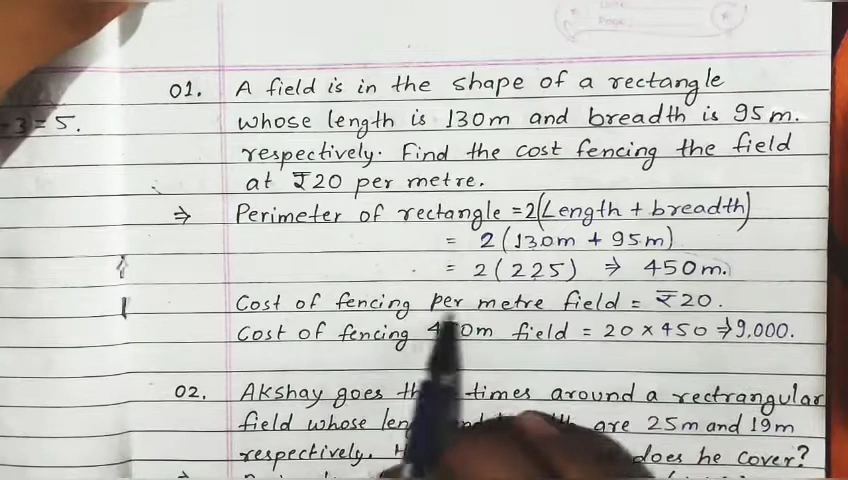 Page
01. A field is in the shape of a rectangle
-3=5. whose length is 130m and breadth is 95m.
respectively. Find the cost fencing the field
at ₹20 per metre.
⇒ Perimeter of rectangle = 2(Length + breadth)
= 2(130m + 95m)
= 2(225) ⇒ 450m.
Cost of fencing per metre field = ₹20.
Cost of fencing 450m field = 20 × 450 ⇒ 9,000.
02. Akshay goes times around a rectrangular
field whose are 25m and 19m
respectively. does he cover?